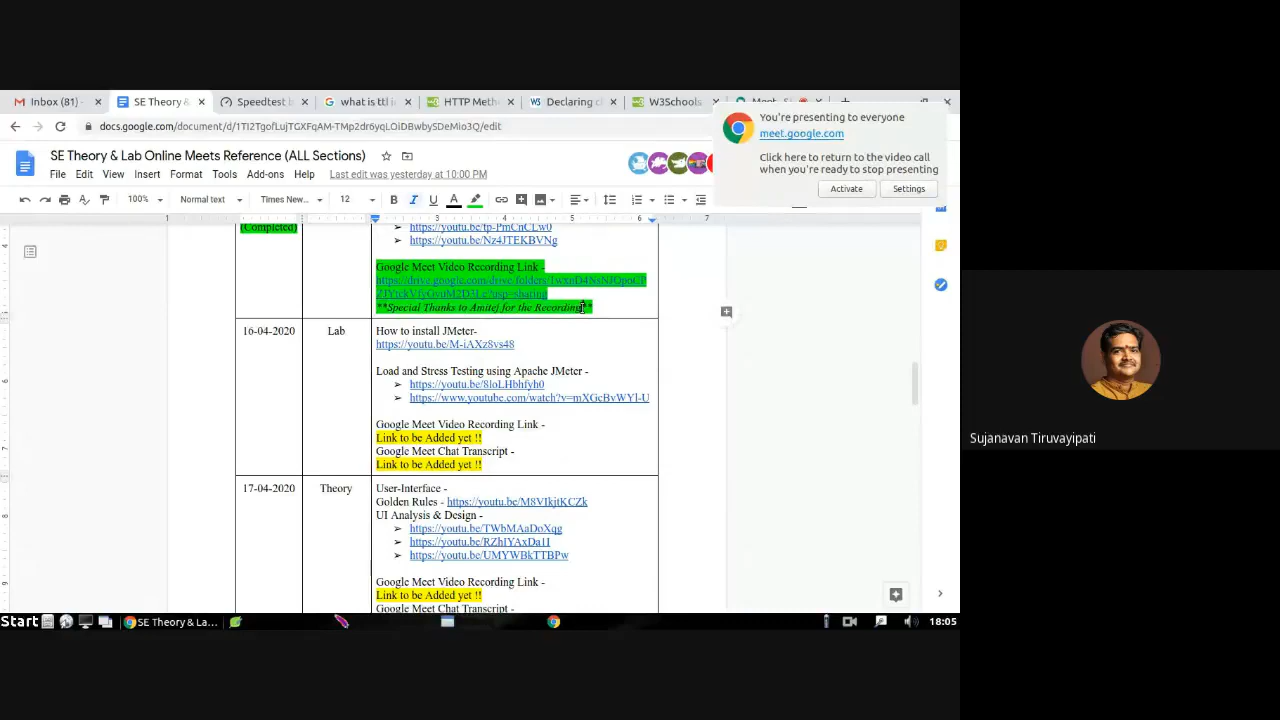 Inbox (81) -
SE Theory &
Speedtest b
what is ttl i
HTTP Meth
Declaring c
W3Schools
docs.google.com/document/d/1TI2TgofLujTGXFqAM-TMp2dr6yqLOiDBwbySDeMio3Q/edit
You're presenting to everyone
meet.google.com
Click here to return to the video call
when you're ready to stop presenting
Activate
Settings
SE Theory & Lab Online Meets Reference (ALL Sections)
File Edit View Insert Format Tools Add-ons Help Last edit was yesterday at 10:00 PM
100% Normal text Times New... 12
(Completed)
https://youtu.be/tp-PmCnCLw0
https://youtu.be/Nz4JTEKBVNg
Google Meet Video Recording Link -
**Special Thanks to Amitej for the Recording**
16-04-2020
Lab
How to install JMeter-
https://youtu.be/M-iAXz8vs48
Load and Stress Testing using Apache JMeter -
https://youtu.be/8loLHbhfyh0
https://www.youtube.com/watch?v=mXGcBvWYl-U
Google Meet Video Recording Link -
Link to be Added yet !!
Google Meet Chat Transcript -
Link to be Added yet !!
17-04-2020
Theory
User-Interface -
Golden Rules - https://youtu.be/M8VIkjtKCZk
UI Analysis & Design -
https://youtu.be/TWbMAaDoXqg
https://youtu.be/RZhIYAxDa1I
https://youtu.be/UMYWBkTTBPw
Google Meet Video Recording Link -
Link to be Added yet !!
Google Meet Chat Transcript -
Start
SE Theory & La...
18:05
Sujanavan Tiruvayipati